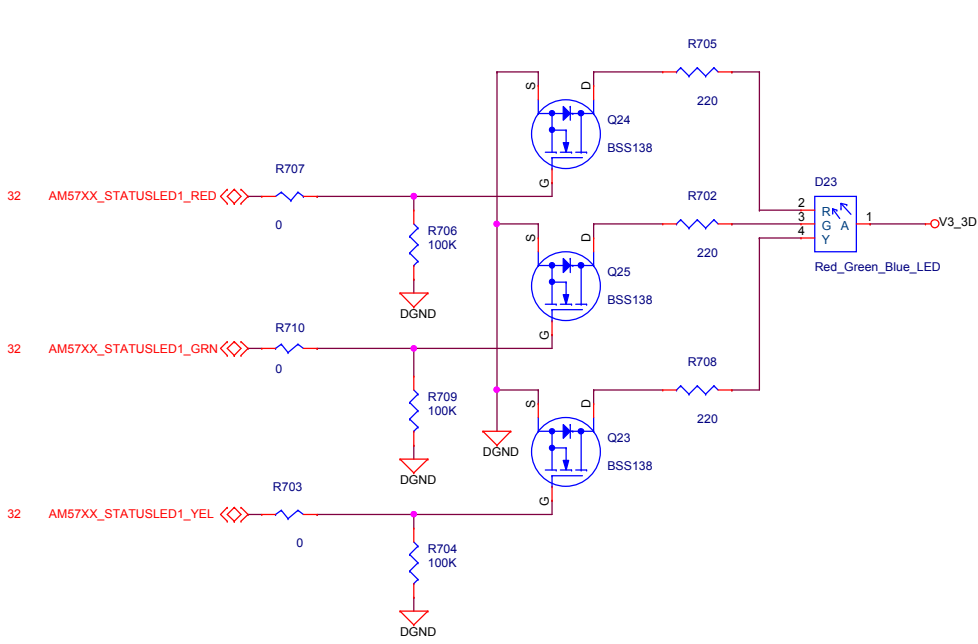 R705
220
S
D
Q24
BSS138
G
R707
32 AM57XX_STATUSLED1_RED
0
R706
100K
DGND
R702
220
S
D
Q25
BSS138
G
D23
2
3
4
R
G
Y
A
1
V3_3D
Red_Green_Blue_LED
R710
32 AM57XX_STATUSLED1_GRN
0
R709
100K
DGND
R708
220
S
D
DGND
Q23
BSS138
G
R703
32 AM57XX_STATUSLED1_YEL
0
R704
100K
DGND